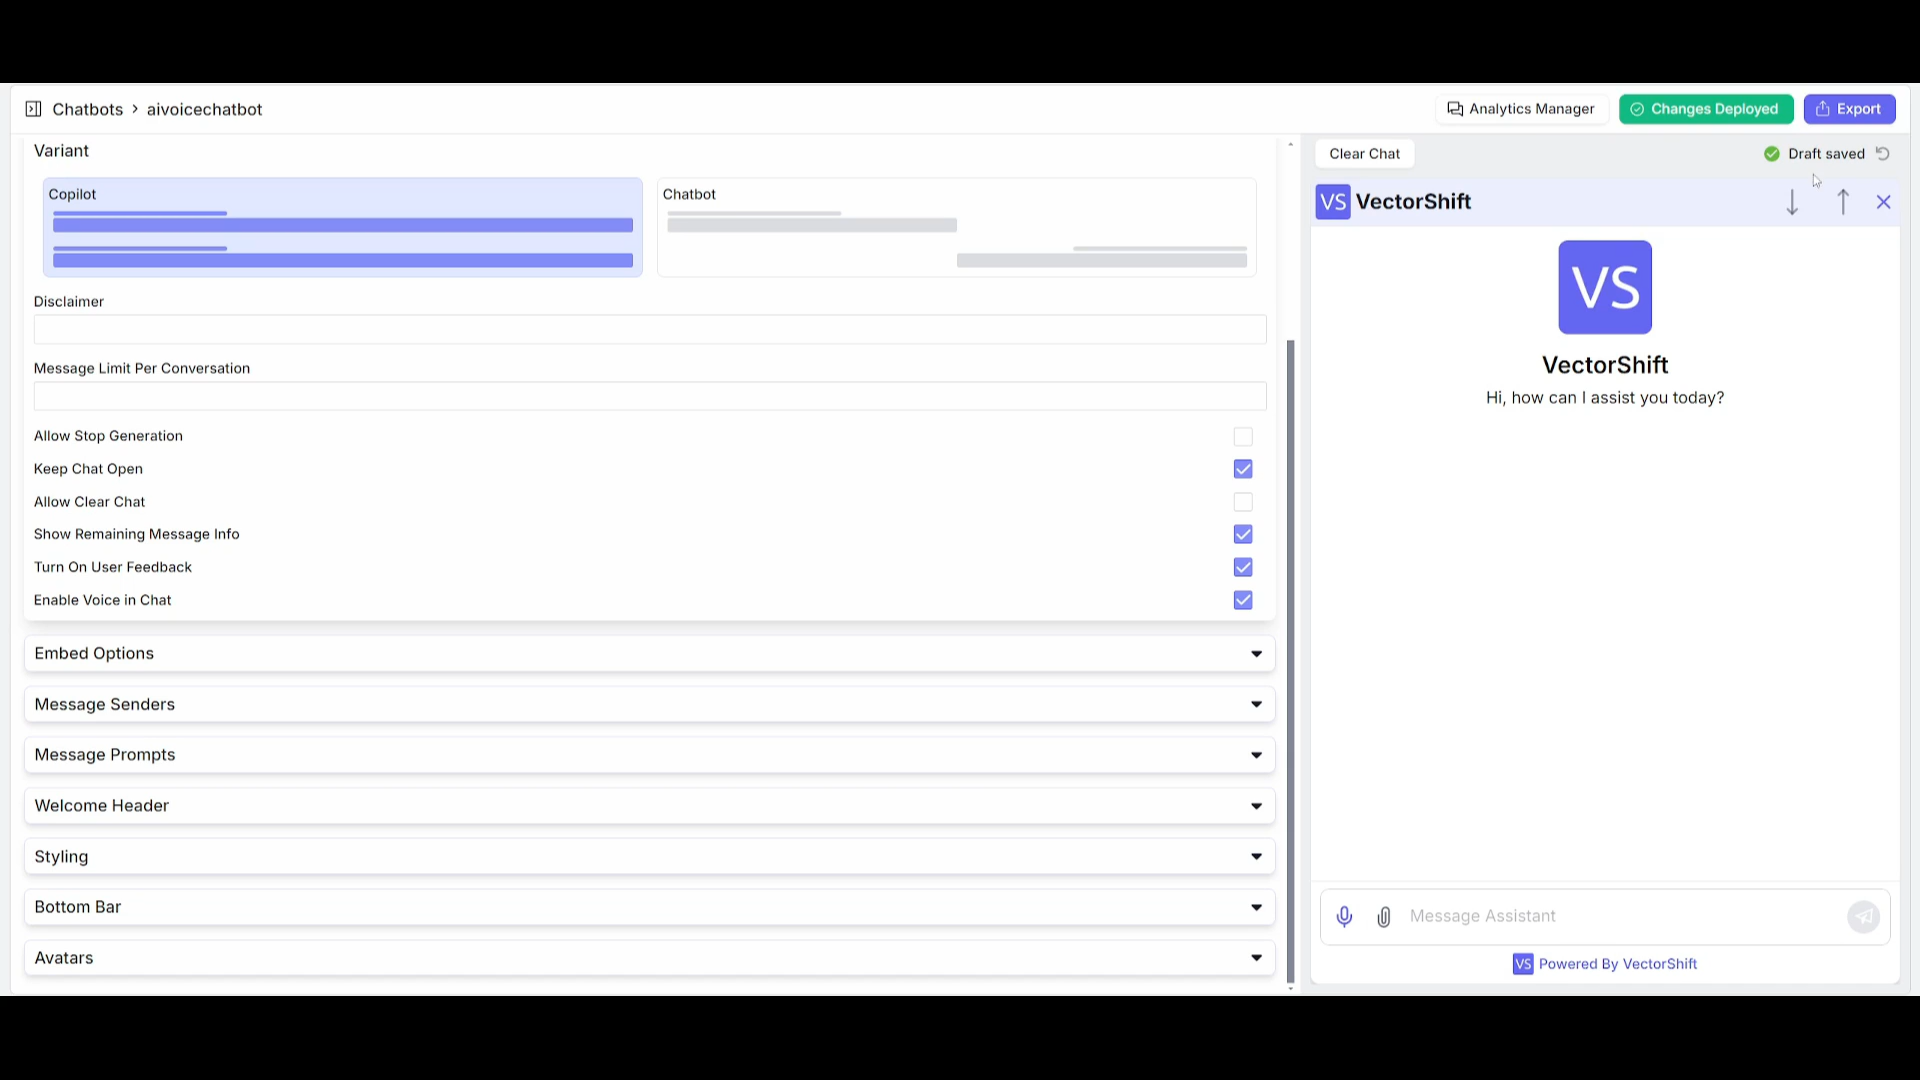 Chatbots > aivoicechatbot
Analytics Manager
Changes Deployed
Export
Variant
Copilot
Chatbot
Disclaimer
Message Limit Per Conversation
Allow Stop Generation
Keep Chat Open
Allow Clear Chat
Show Remaining Message Info
Turn On User Feedback
Enable Voice in Chat
Embed Options
Message Senders
Message Prompts
Welcome Header
Styling
Bottom Bar
Avatars
Clear Chat
Draft saved
VS VectorShift
VS
VectorShift
Hi, how can I assist you today?
Message Assistant
VS Powered By VectorShift